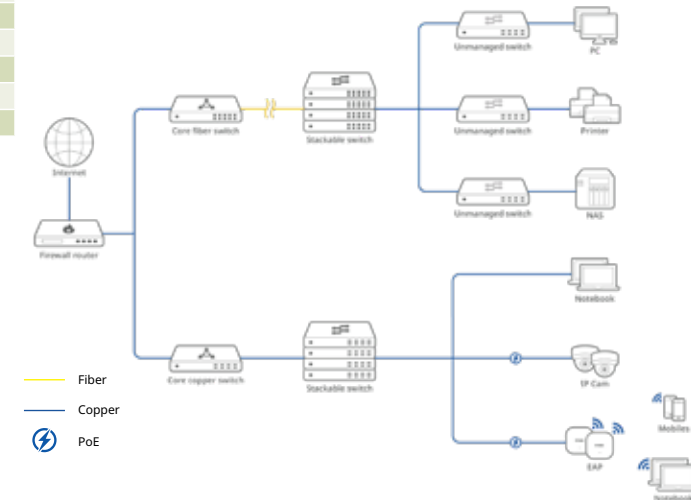 Unmanaged switch
PC
Core fiber switch
Stackable switch
Unmanaged switch
Printer
Internet
Unmanaged switch
NAS
Firewall router
Notebook
Core copper switch
Stackable switch
IP Cam
Fiber
Copper
PoE
EAP
Mobiles
Notebook